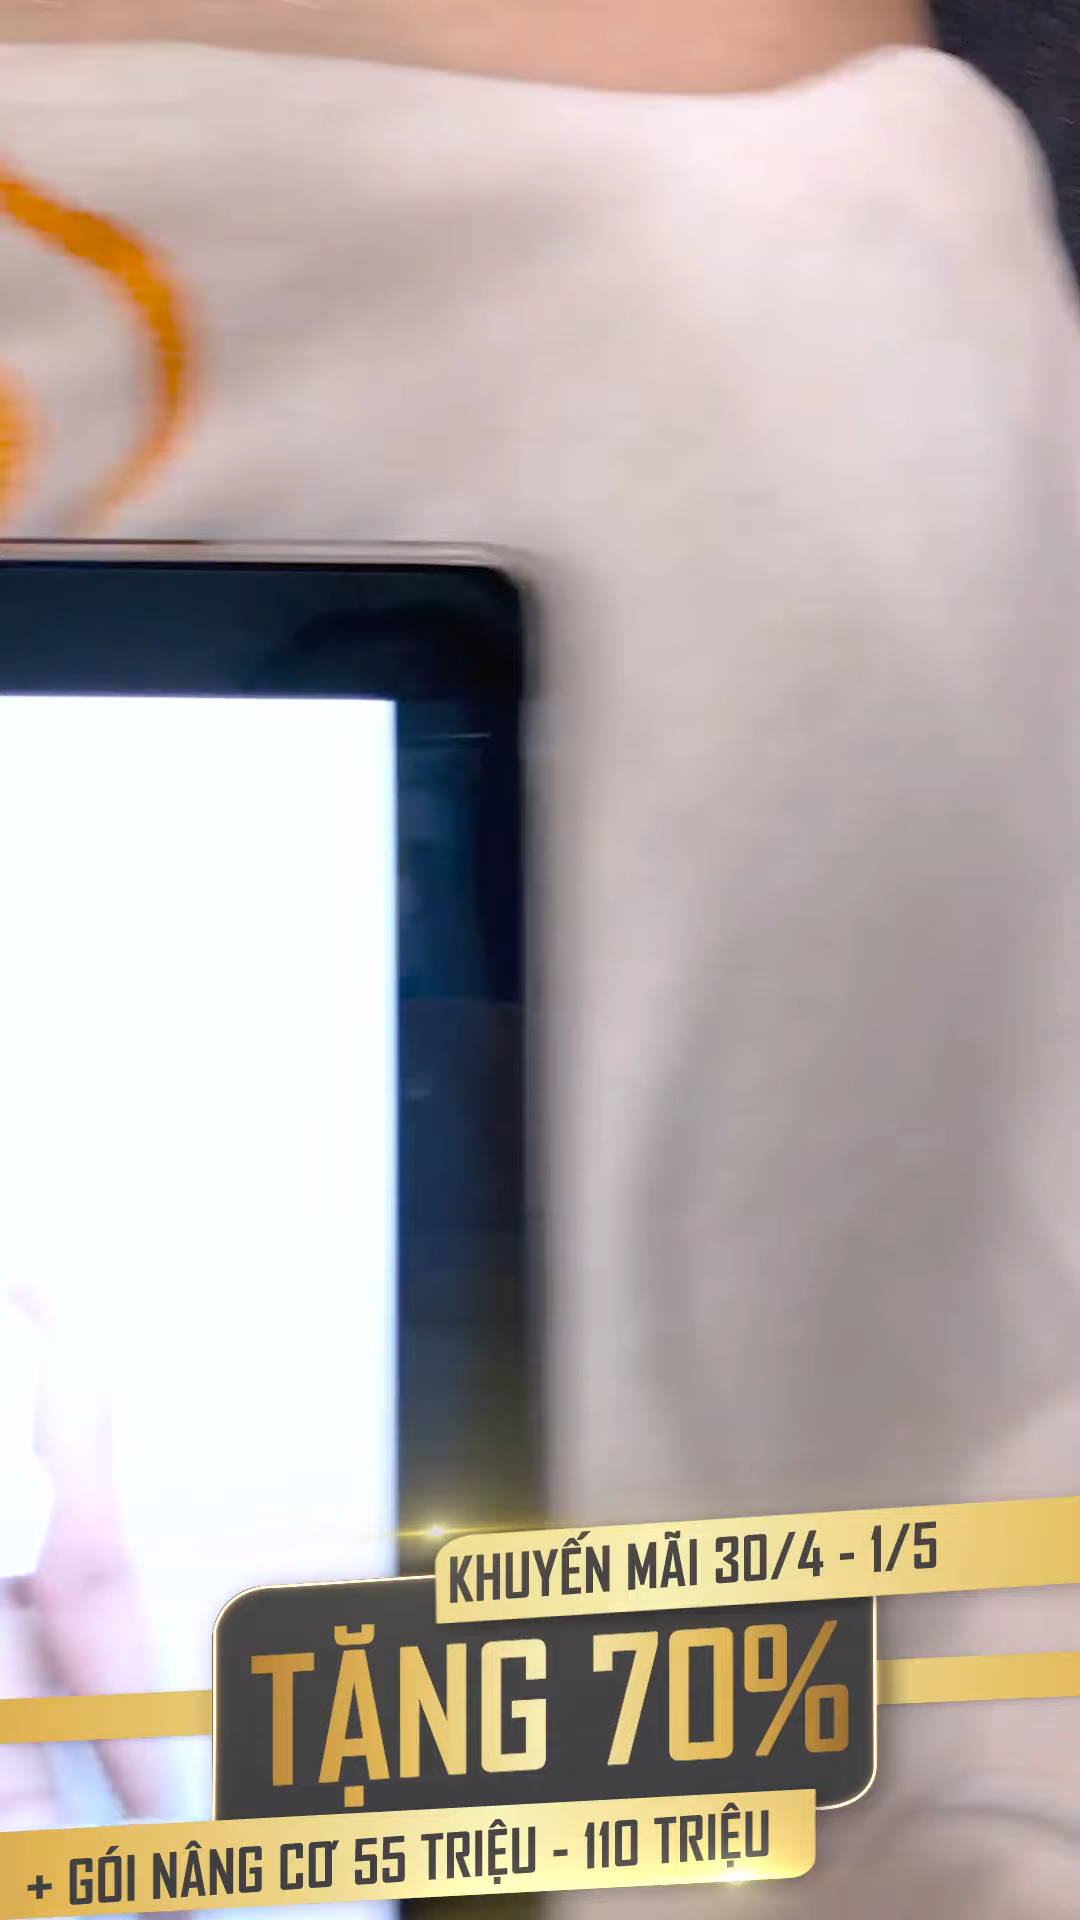 KHUYẾN MÃI 30/4 - 1/5
TẶNG 70%
+ GÓI NÂNG CƠ 55 TRIỆU - 110 TRIỆU